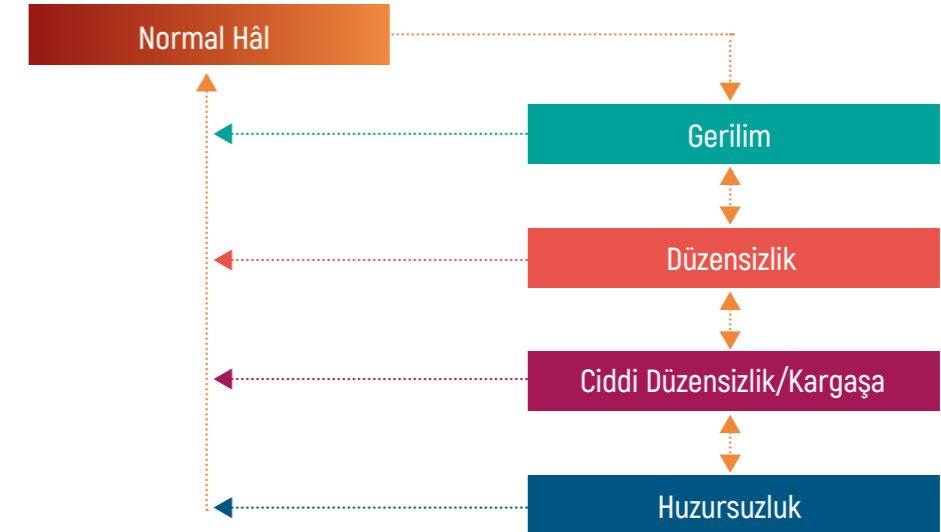 Normal Hâl
Gerilim
Düzensizlik
Ciddi Düzensizlik/Kargaşa
Huzursuzluk